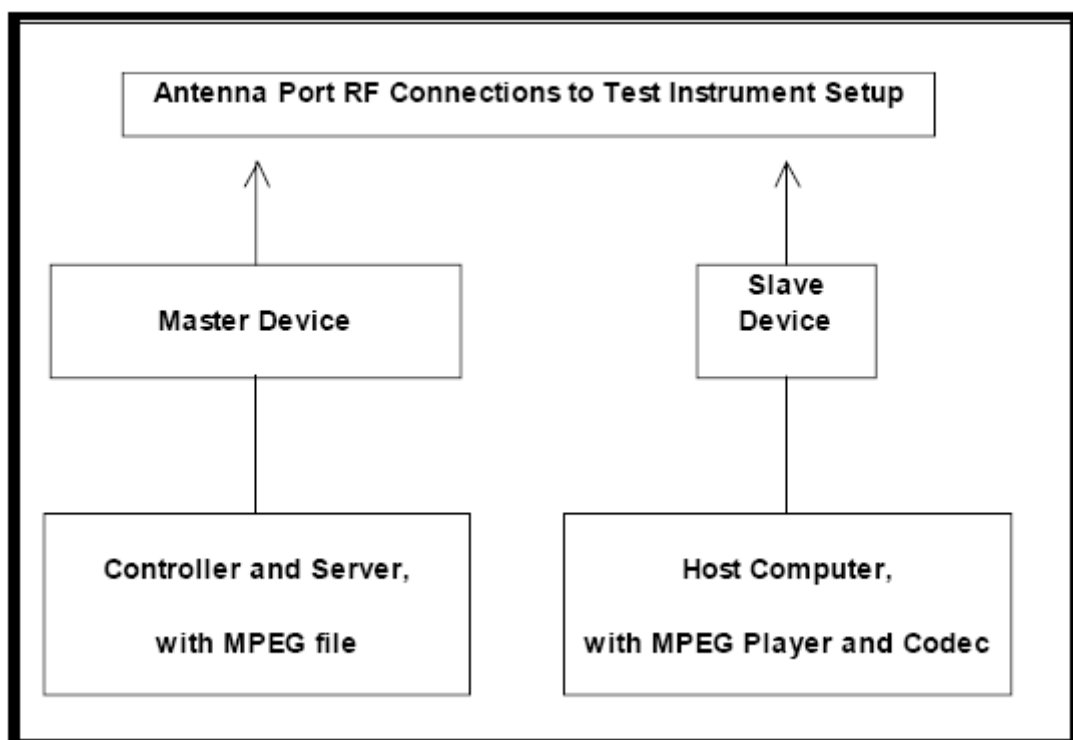 Antenna Port RF Connections to Test Instrument Setup
Master Device
Slave
Device
Controller and Server,
with MPEG file
Host Computer,
with MPEG Player and Codec